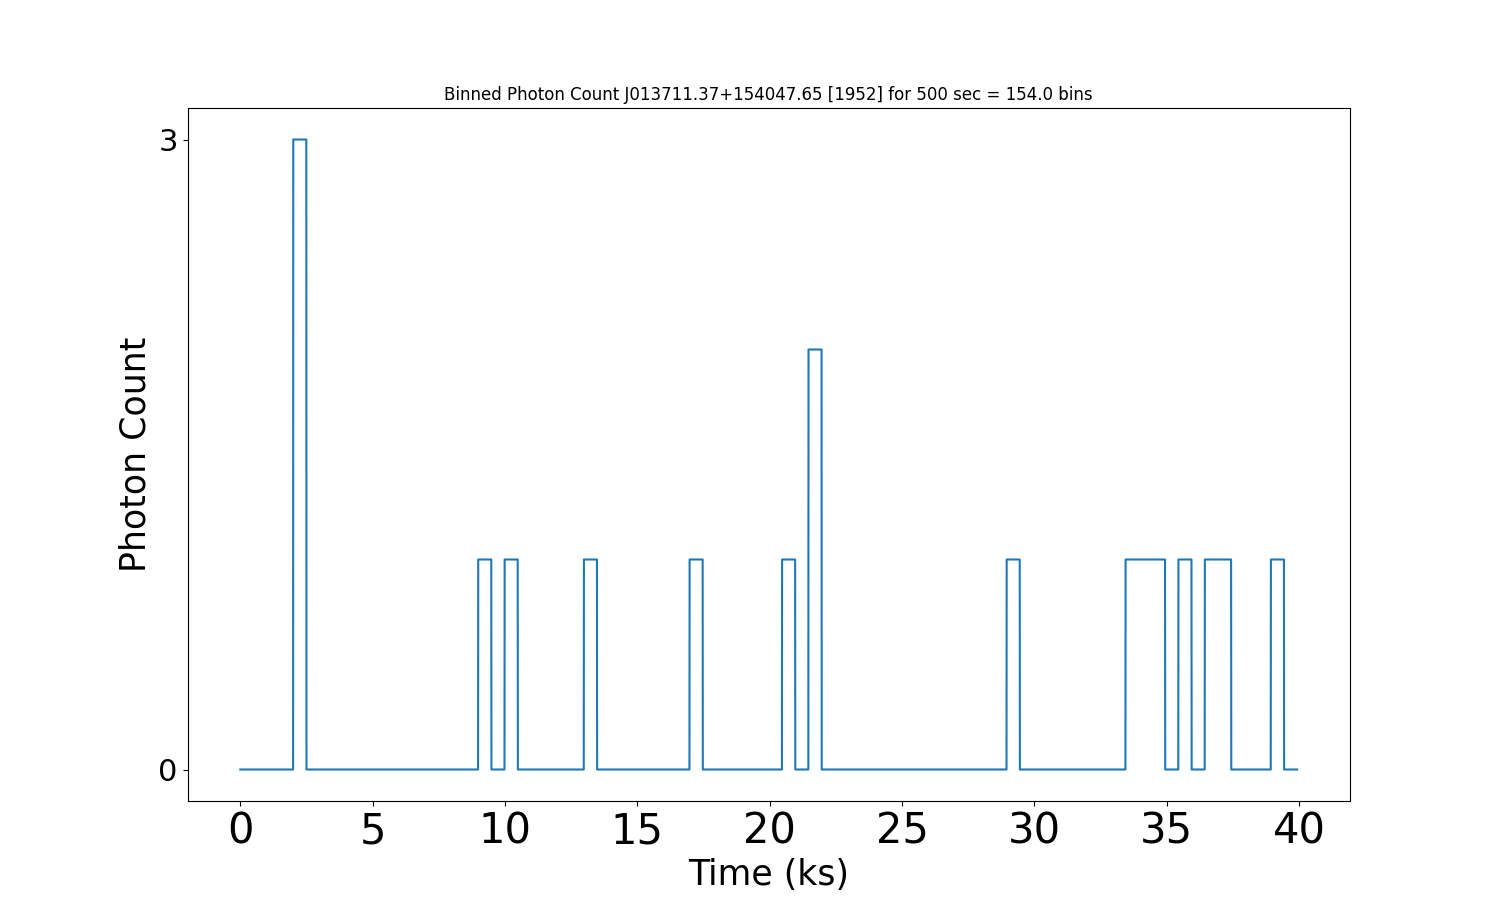 Binned Photon Count J013711.37+154047.65 [1952] for 500 sec = 154.0 bins
3
Photon Count
0
0 5 10 15 20 25 30 35 40
Time (ks)